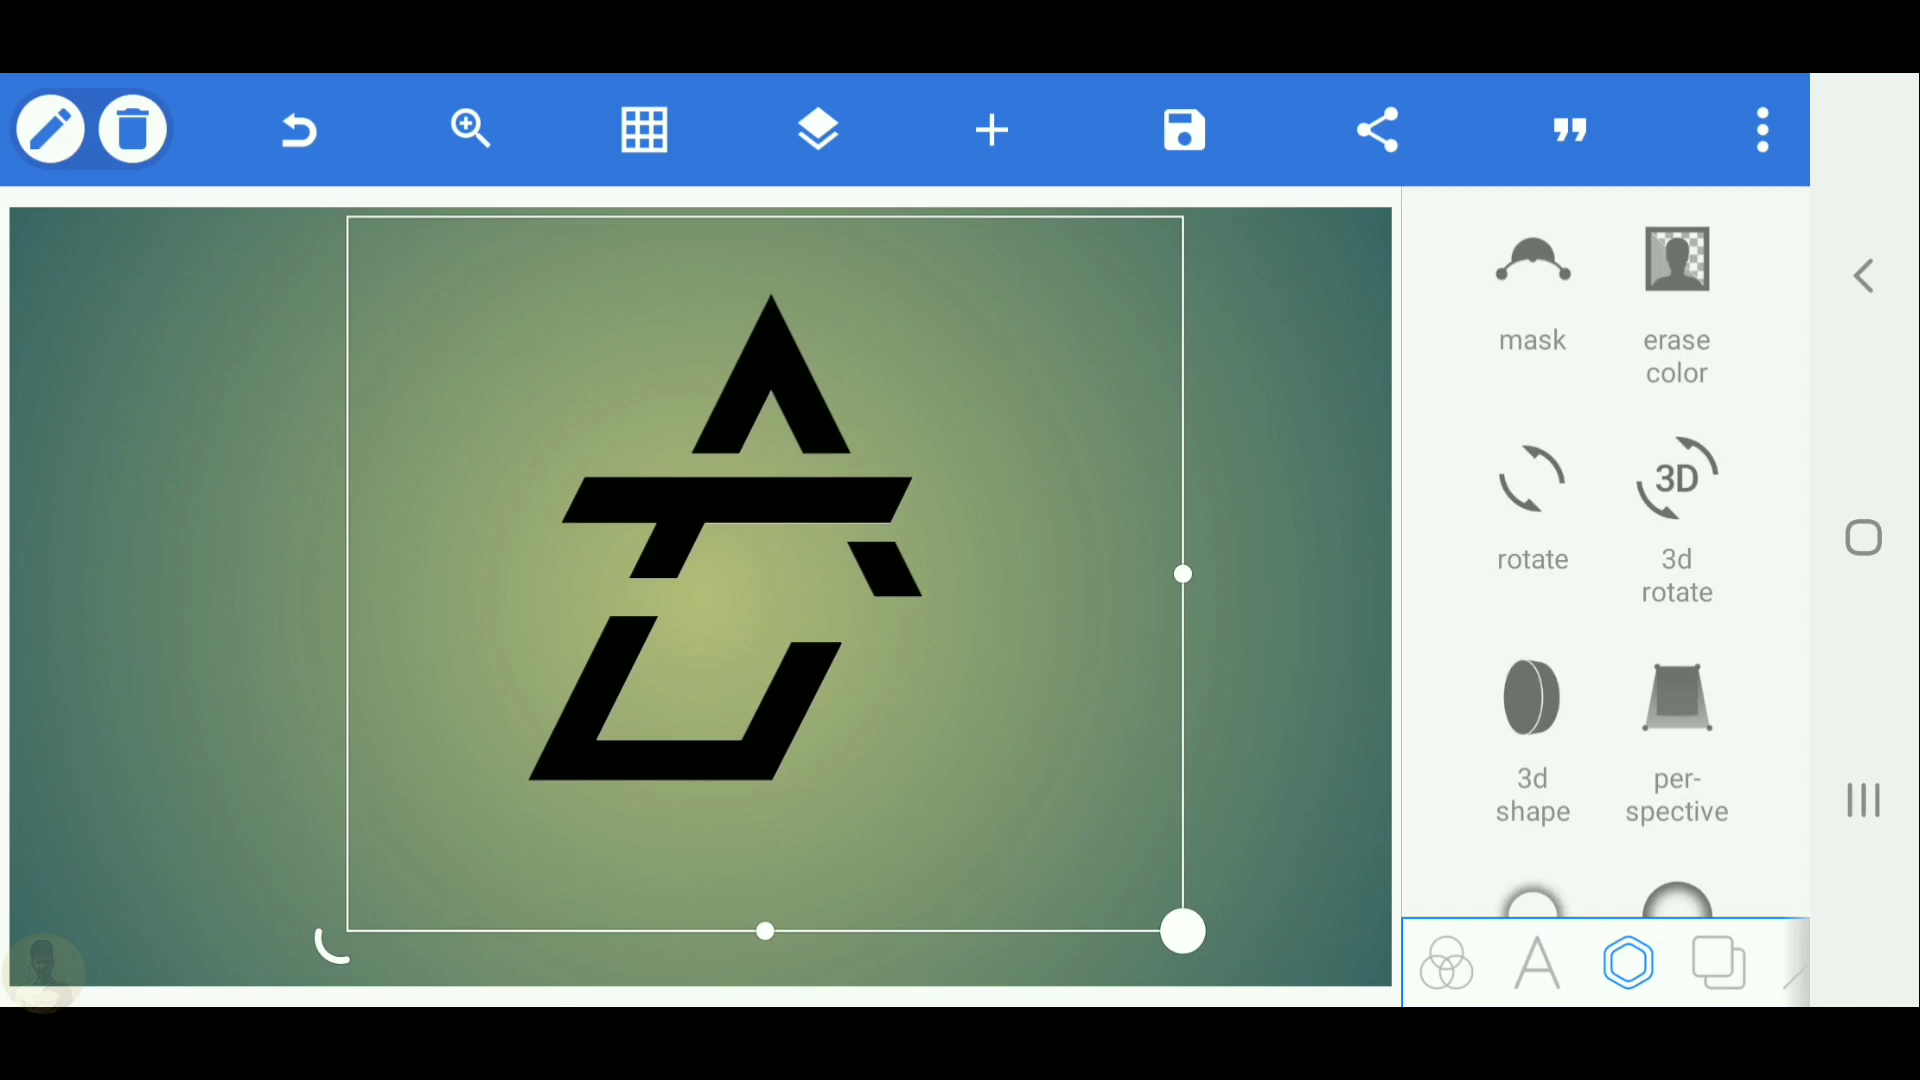 mask
erase
color
rotate
3D
3d
rotate
3d
shape
per-
spective
A